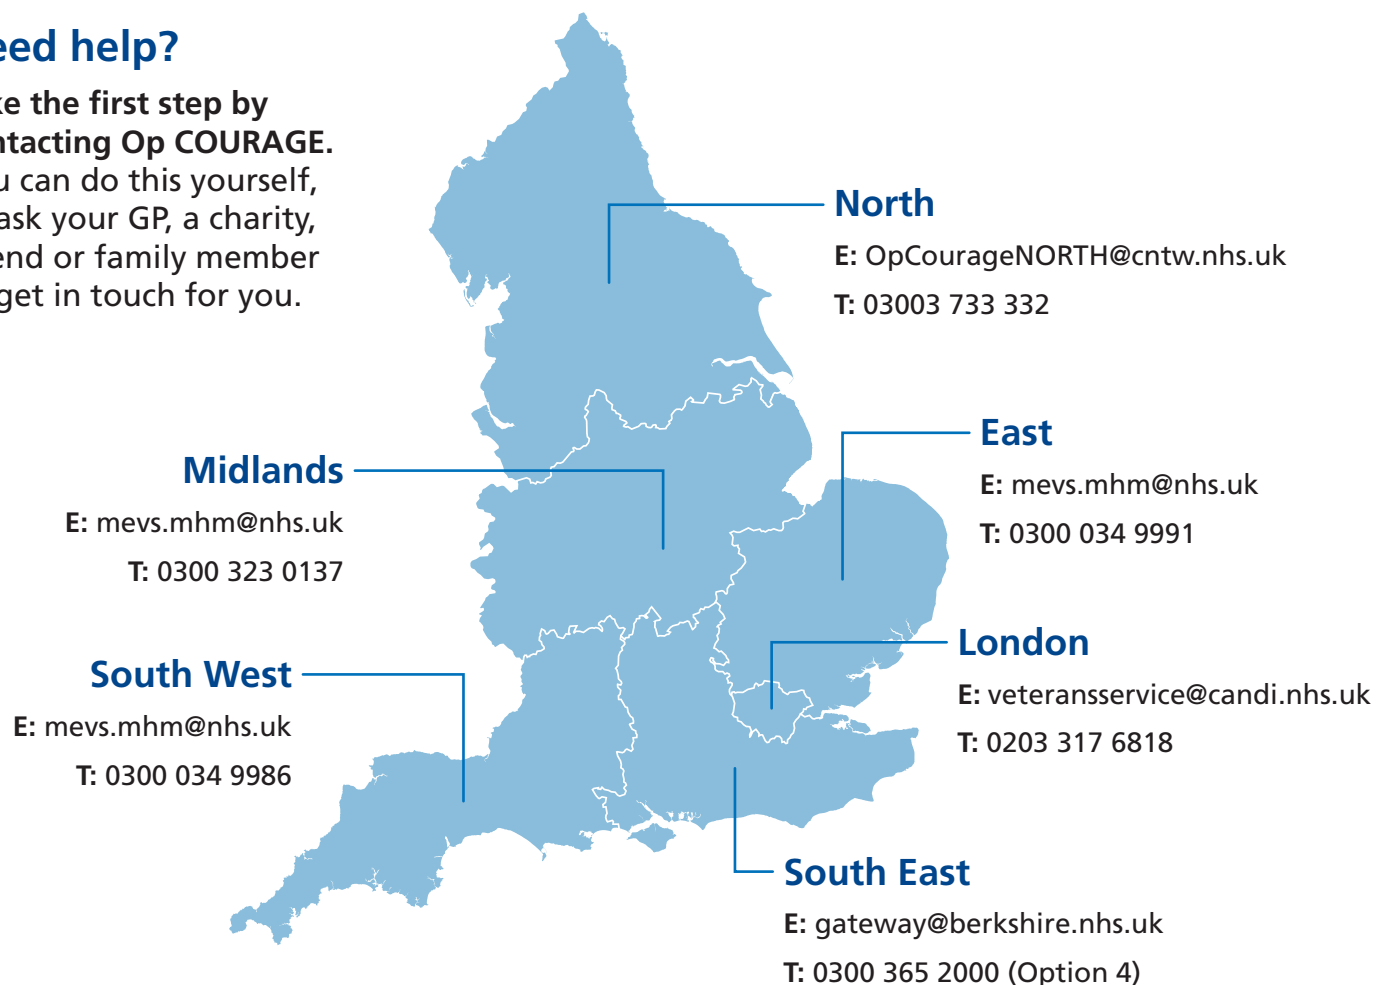 eed help?
ke the first step by
ntacting Op COURAGE.
u can do this yourself,
ask your GP, a charity,
end or family member
get in touch for you.
North
E: OpCourageNORTH@cntw.nhs.uk
T: 03003 733 332
East
E: mevs.mhm@nhs.uk
T: 0300 034 9991
Midlands
E: mevs.mhm@nhs.uk
T: 0300 323 0137
London
E: veteransservice@candi.nhs.uk
T: 0203 317 6818
South West
E: mevs.mhm@nhs.uk
T: 0300 034 9986
South East
E: gateway@berkshire.nhs.uk
T: 0300 365 2000 (Option 4)